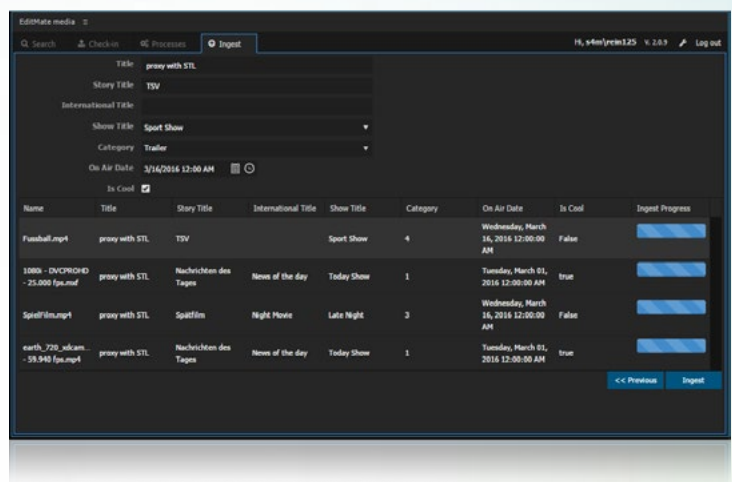 EditMate media
Search Check-in Processes Ingest Hi, s4m\rein125 V. 2.0.9 Log out
Title proxy with STL
Story Title TSV
International Title
Show Title Sport Show
Category Trailer
On Air Date 3/16/2016 12:00 AM
Is Cool
Name Title Story Title International Title Show Title Category On Air Date Is Cool Ingest Progress
Fussball.mp4 proxy with STL TSV Sport Show 4 Wednesday, March
16, 2016 12:00:00
AM False
1080i - DVCPROHD
- 25.000 fps.mxf proxy with STL Nachrichten des
Tages News of the day Today Show 1 Tuesday, March 01,
2016 12:00:00 AM true
SpielFilm.mp4 proxy with STL Spätfilm Night Movie Late Night 3 Wednesday, March
16, 2016 12:00:00
AM False
earth_720_xdcam...
- 59.940 fps.mp4 proxy with STL Nachrichten des
Tages News of the day Today Show 1 Tuesday, March 01,
2016 12:00:00 AM true
<< Previous Ingest